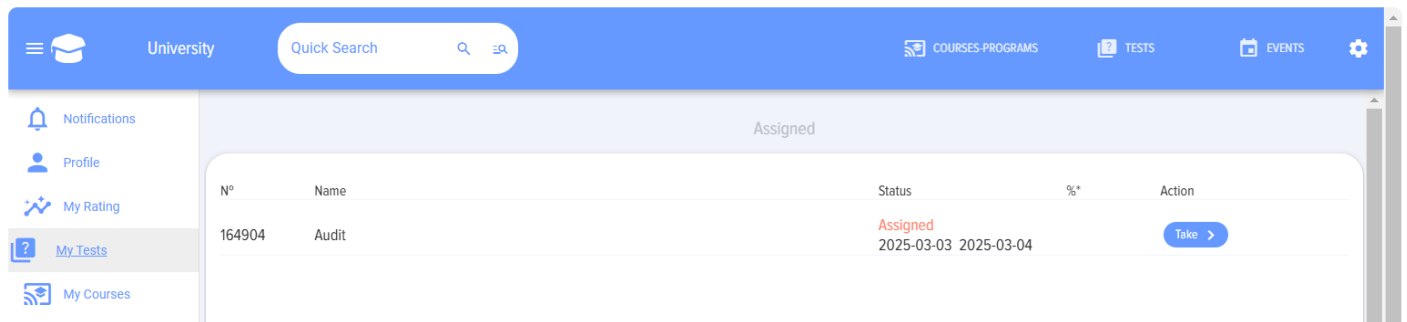 University
Quick Search
COURSES-PROGRAMS
? TESTS
EVENTS
Notifications
Profile
My Rating
? My Tests
My Courses
Assigned
Nº Name Status %* Action
164904 Audit Assigned Take
2025-03-03 2025-03-04